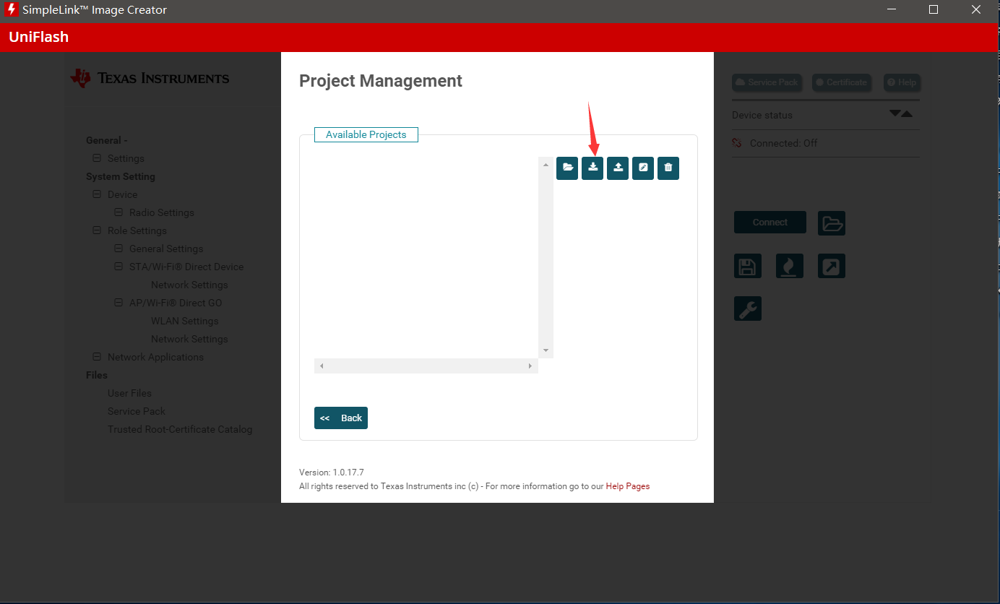 SimpleLink™ Image Creator
UniFlash
TEXAS INSTRUMENTS
General -
Settings
System Setting
Device
Radio Settings
Role Settings
General Settings
STA/Wi-Fi® Direct Device
Network Settings
AP/Wi-Fi® Direct GO
WLAN Settings
Network Settings
Network Applications
Files
User Files
Service Pack
Trusted Root-Certificate Catalog
Project Management
Available Projects
<< Back
Version: 1.0.17.7
All rights reserved to Texas Instruments inc (c) - For more information go to our Help Pages
Service Pack
Certificate
Help
Device status
Connected: Off
Connect